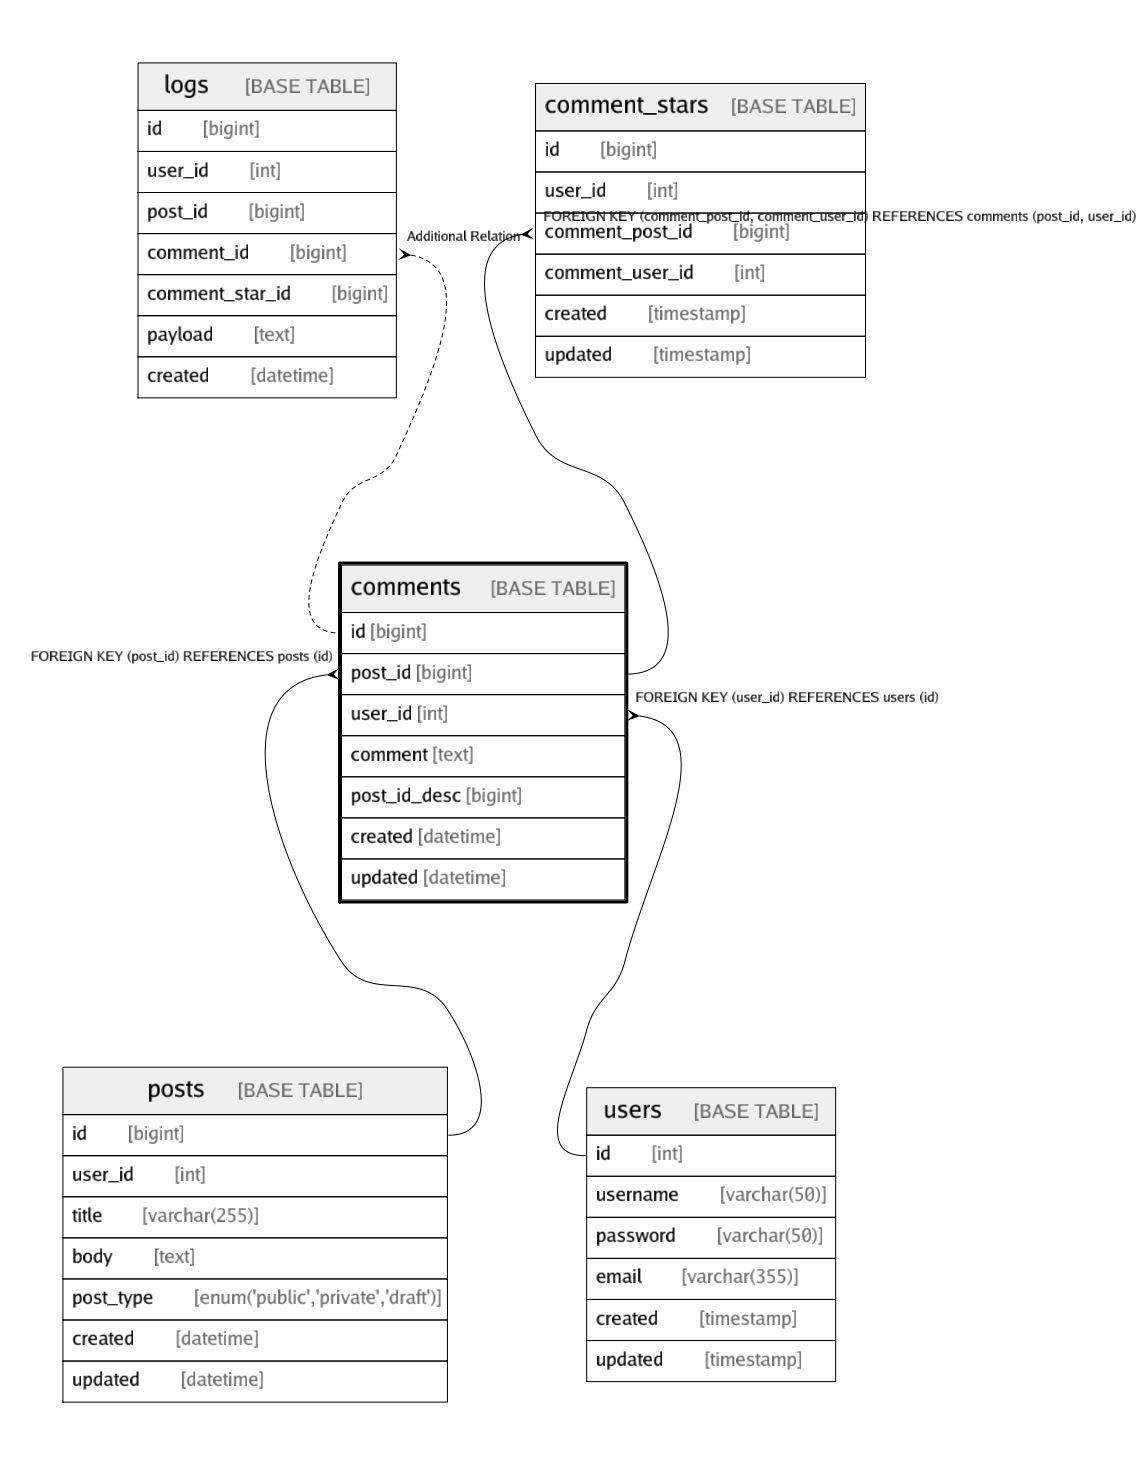 logs [BASE TABLE]
id [bigint]
user_id [int]
post_id [bigint]
comment_id [bigint]
comment_star_id [bigint]
payload [text]
created [datetime]
Additional Relation
comment_stars [BASE TABLE]
id [bigint]
user_id [int]
FOREIGN KEY (comment_post_id, comment_user_id) REFERENCES comments (post_id, user_id)
comment_post_id [bigint]
comment_user_id [int]
created [timestamp]
updated [timestamp]
comments [BASE TABLE]
id [bigint]
post_id [bigint]
user_id [int]
comment [text]
post_id_desc [bigint]
created [datetime]
updated [datetime]
FOREIGN KEY (post_id) REFERENCES posts (id)
FOREIGN KEY (user_id) REFERENCES users (id)
posts [BASE TABLE]
id [bigint]
user_id [int]
title [varchar(255)]
body [text]
post_type [enum('public','private','draft')]
created [datetime]
updated [datetime]
users [BASE TABLE]
id [int]
username [varchar(50)]
password [varchar(50)]
email [varchar(355)]
created [timestamp]
updated [timestamp]